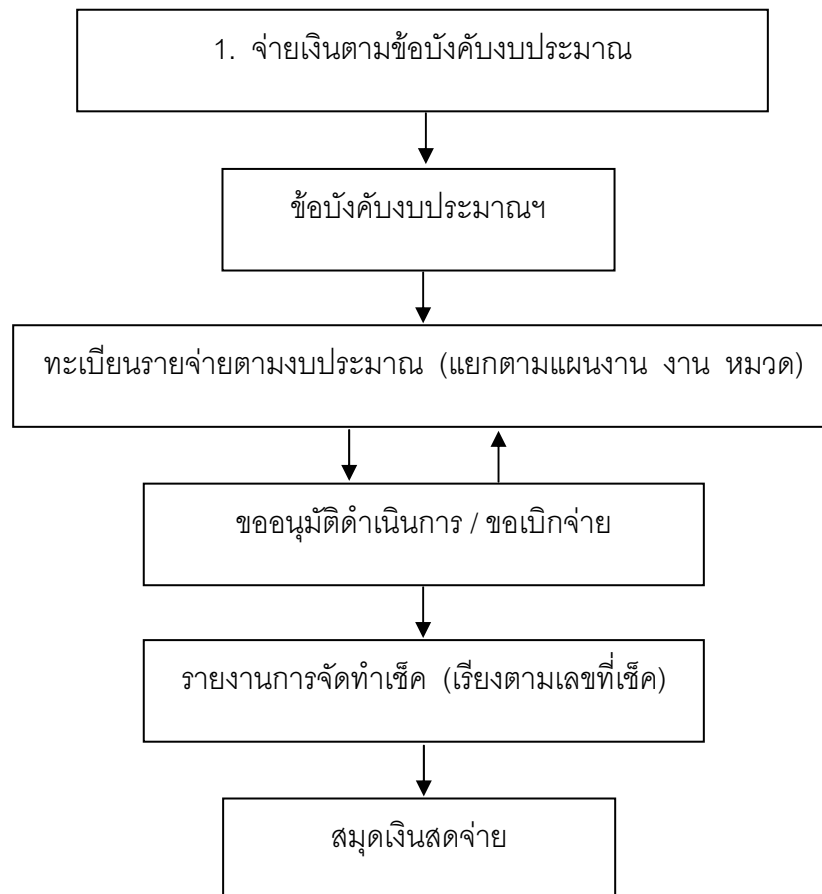 1. จ่ายเงินตามข้อบังคับงบประมาณ
ข้อบังคับงบประมาณฯ
ทะเบียนรายจ่ายตามงบประมาณ (แยกตามแผนงาน งาน หมวด)
ขออนุมัติดำเนินการ / ขอเบิกจ่าย
รายงานการจัดทำเช็ค (เรียงตามเลขที่เช็ค)
สมุดเงินสดจ่าย